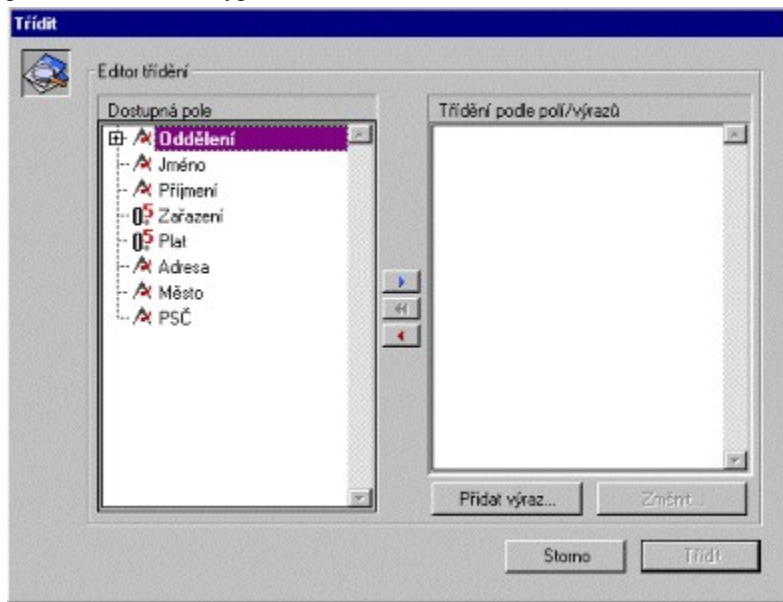 Třídit
Editor třídění
Dostupná pole
Oddělení
Jméno
Příjmení
Zařazení
Plat
Adresa
Město
PSČ
Třídění podle polí/výrazů
Přidat výraz...
Změnit...
Storno
Třídit